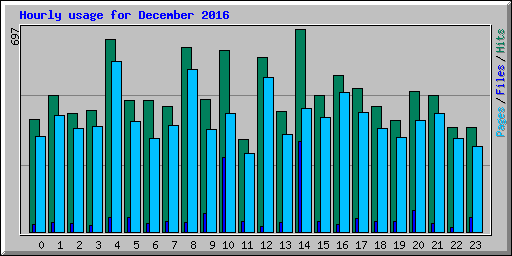 Hourly usage for December 2016
697
Pages / Files / Hits
0 1 2 3 4 5 6 7 8 9 10 11 12 13 14 15 16 17 18 19 20 21 22 23